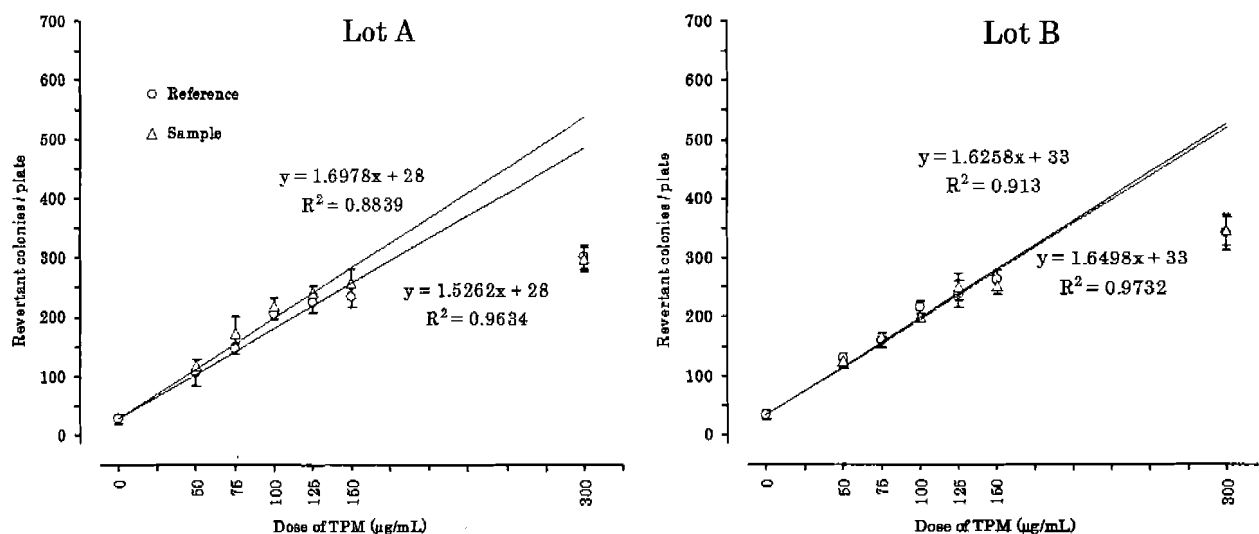 Lot A
Revertant colonies / plate
700
600
500
400
300
200
100
0
Reference
Sample
y = 1.6978x + 28
R² = 0.8839
y = 1.5262x + 28
R² = 0.9634
0
50
75
100
125
150
300
Dose of TPM (µg/mL)
Lot B
Revertant colonies / plate
700
600
500
400
300
200
100
0
y = 1.6258x + 33
R² = 0.913
y = 1.6498x + 33
R² = 0.9732
0
50
75
100
125
150
300
Dose of TPM (µg/mL)